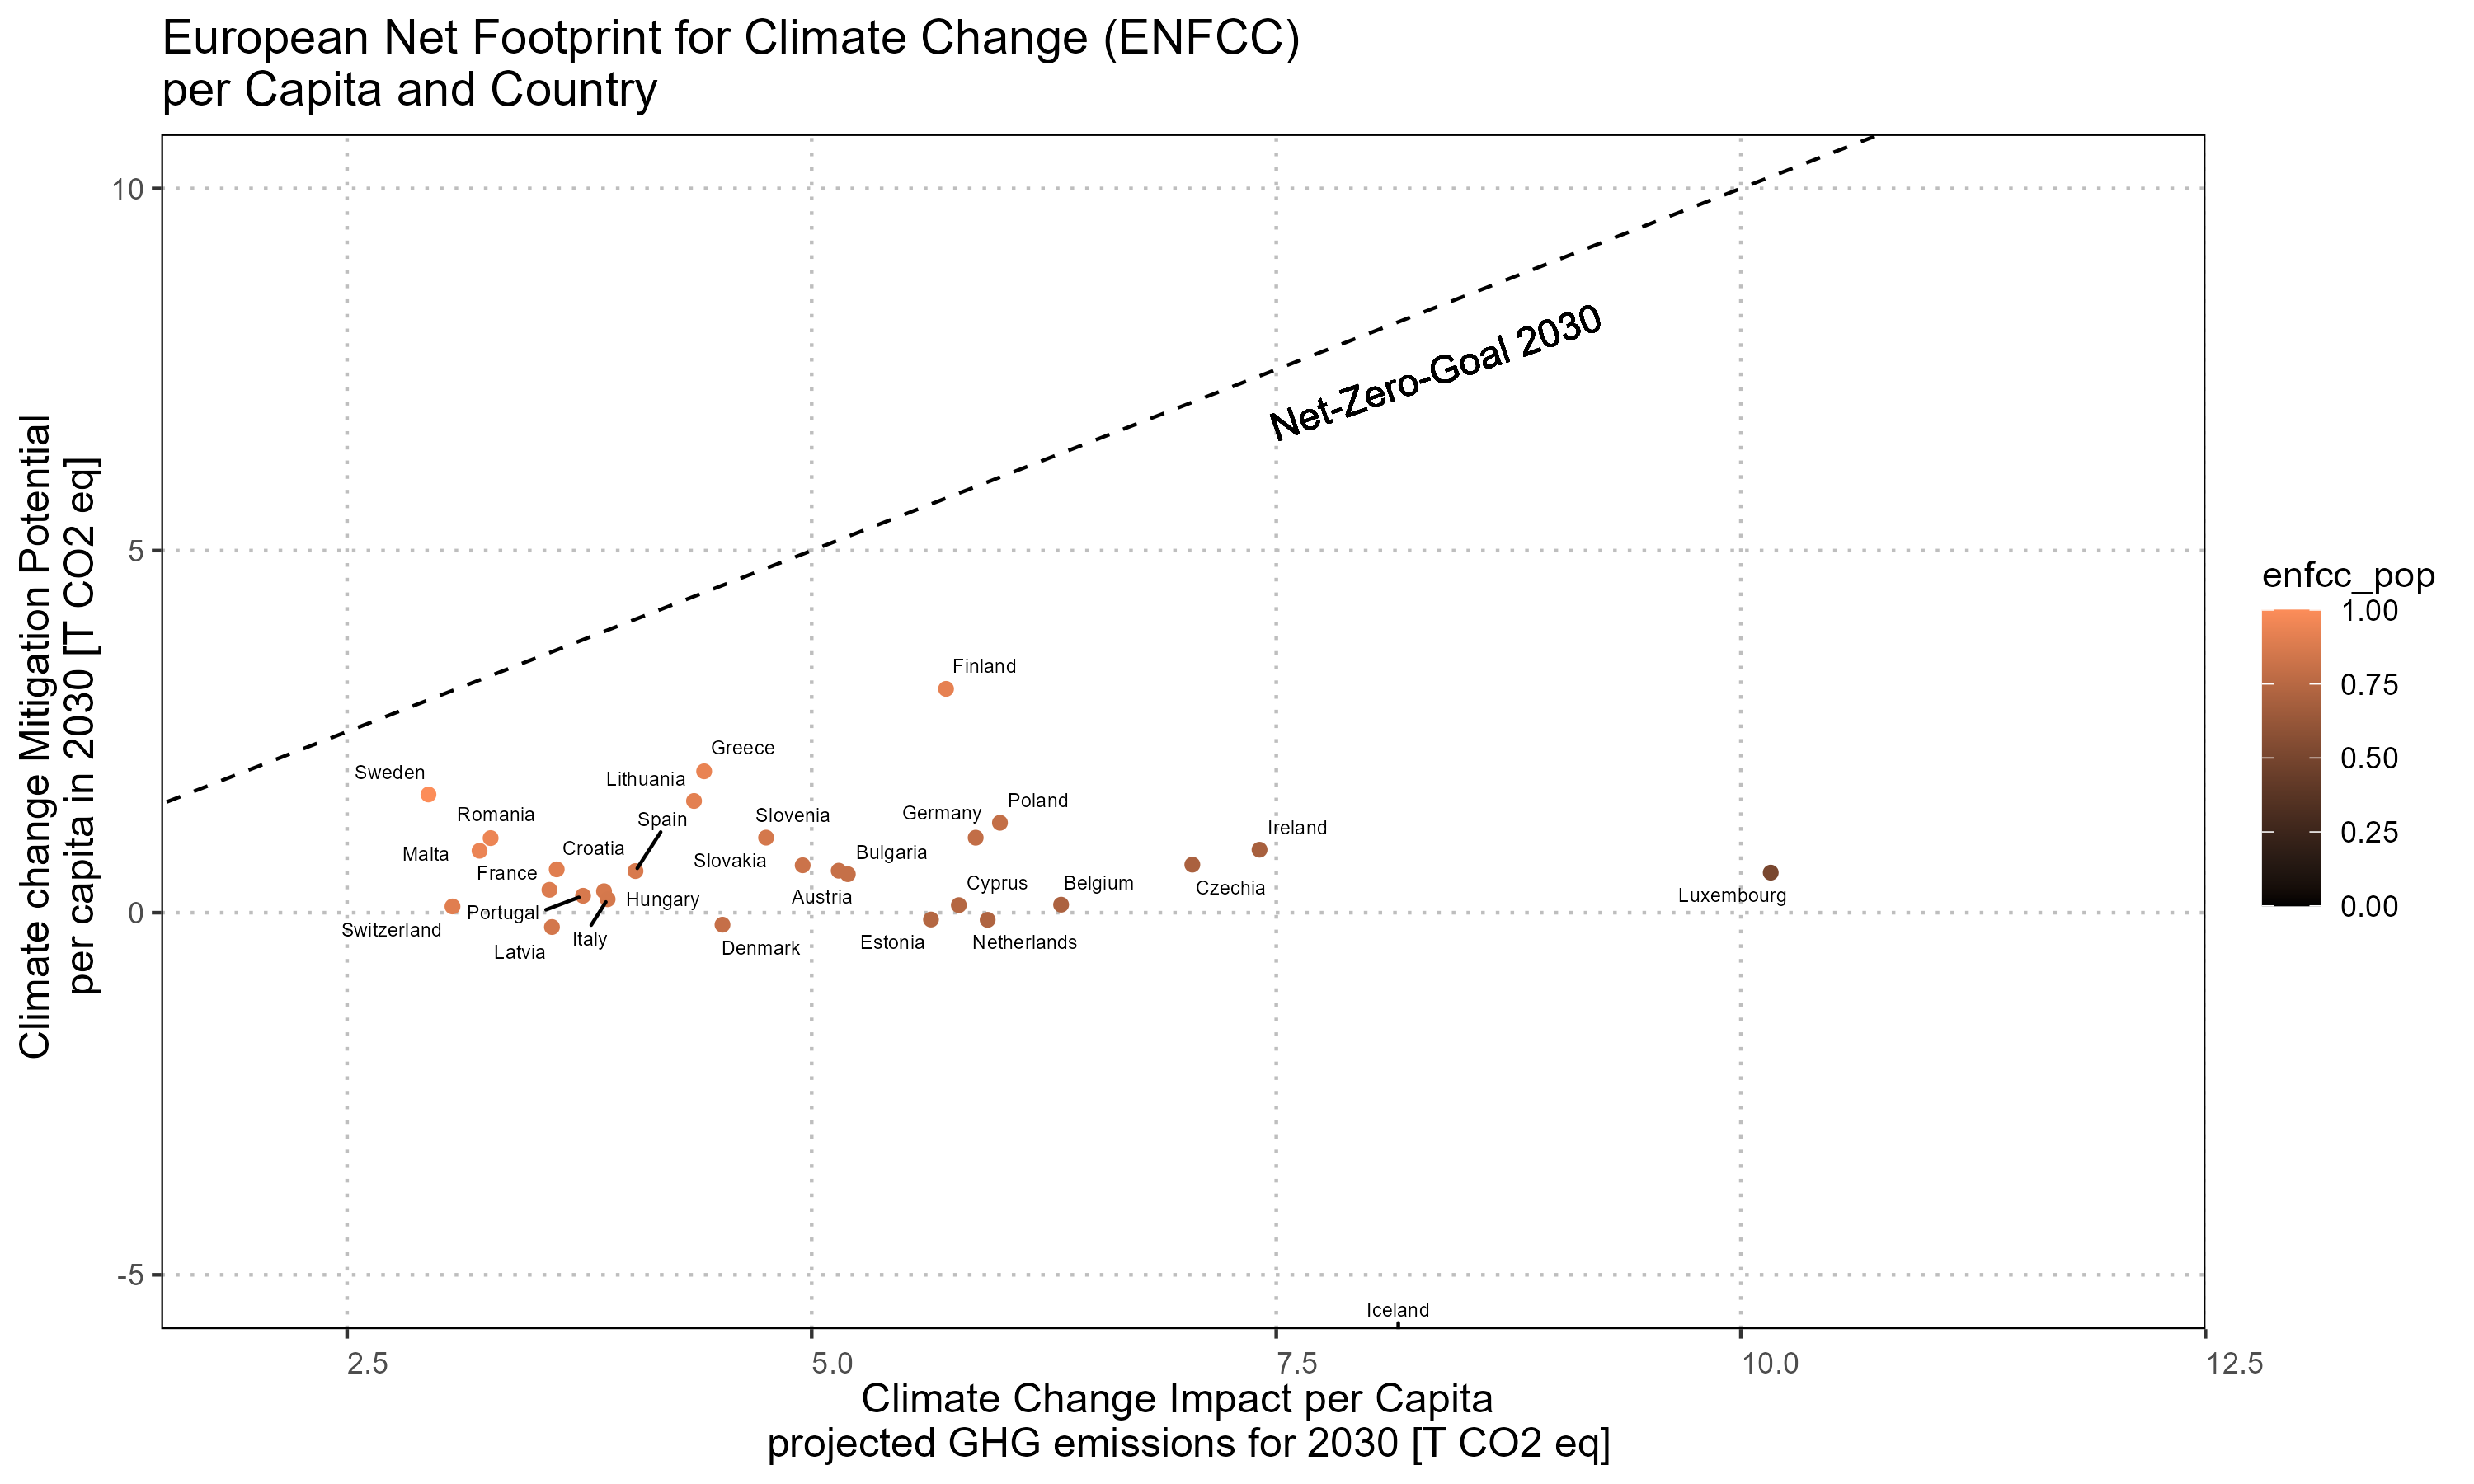 European Net Footprint for Climate Change (ENFCC)
per Capita and Country
Climate change Mitigation Potential
per capita in 2030 [T CO2 eq]
10
5
0
-5
Net-Zero-Goal 2030
Finland
Greece
Sweden
Lithuania
Romania
Spain
Slovenia
Germany
Poland
Ireland
Malta
Croatia
Slovakia
Bulgaria
France
Cyprus
Belgium
Czechia
Portugal
Hungary
Austria
Luxembourg
Switzerland
Italy
Latvia
Denmark
Estonia
Netherlands
Iceland
2.5
5.0
7.5
10.0
12.5
Climate Change Impact per Capita
projected GHG emissions for 2030 [T CO2 eq]
enfcc_pop
1.00
0.75
0.50
0.25
0.00